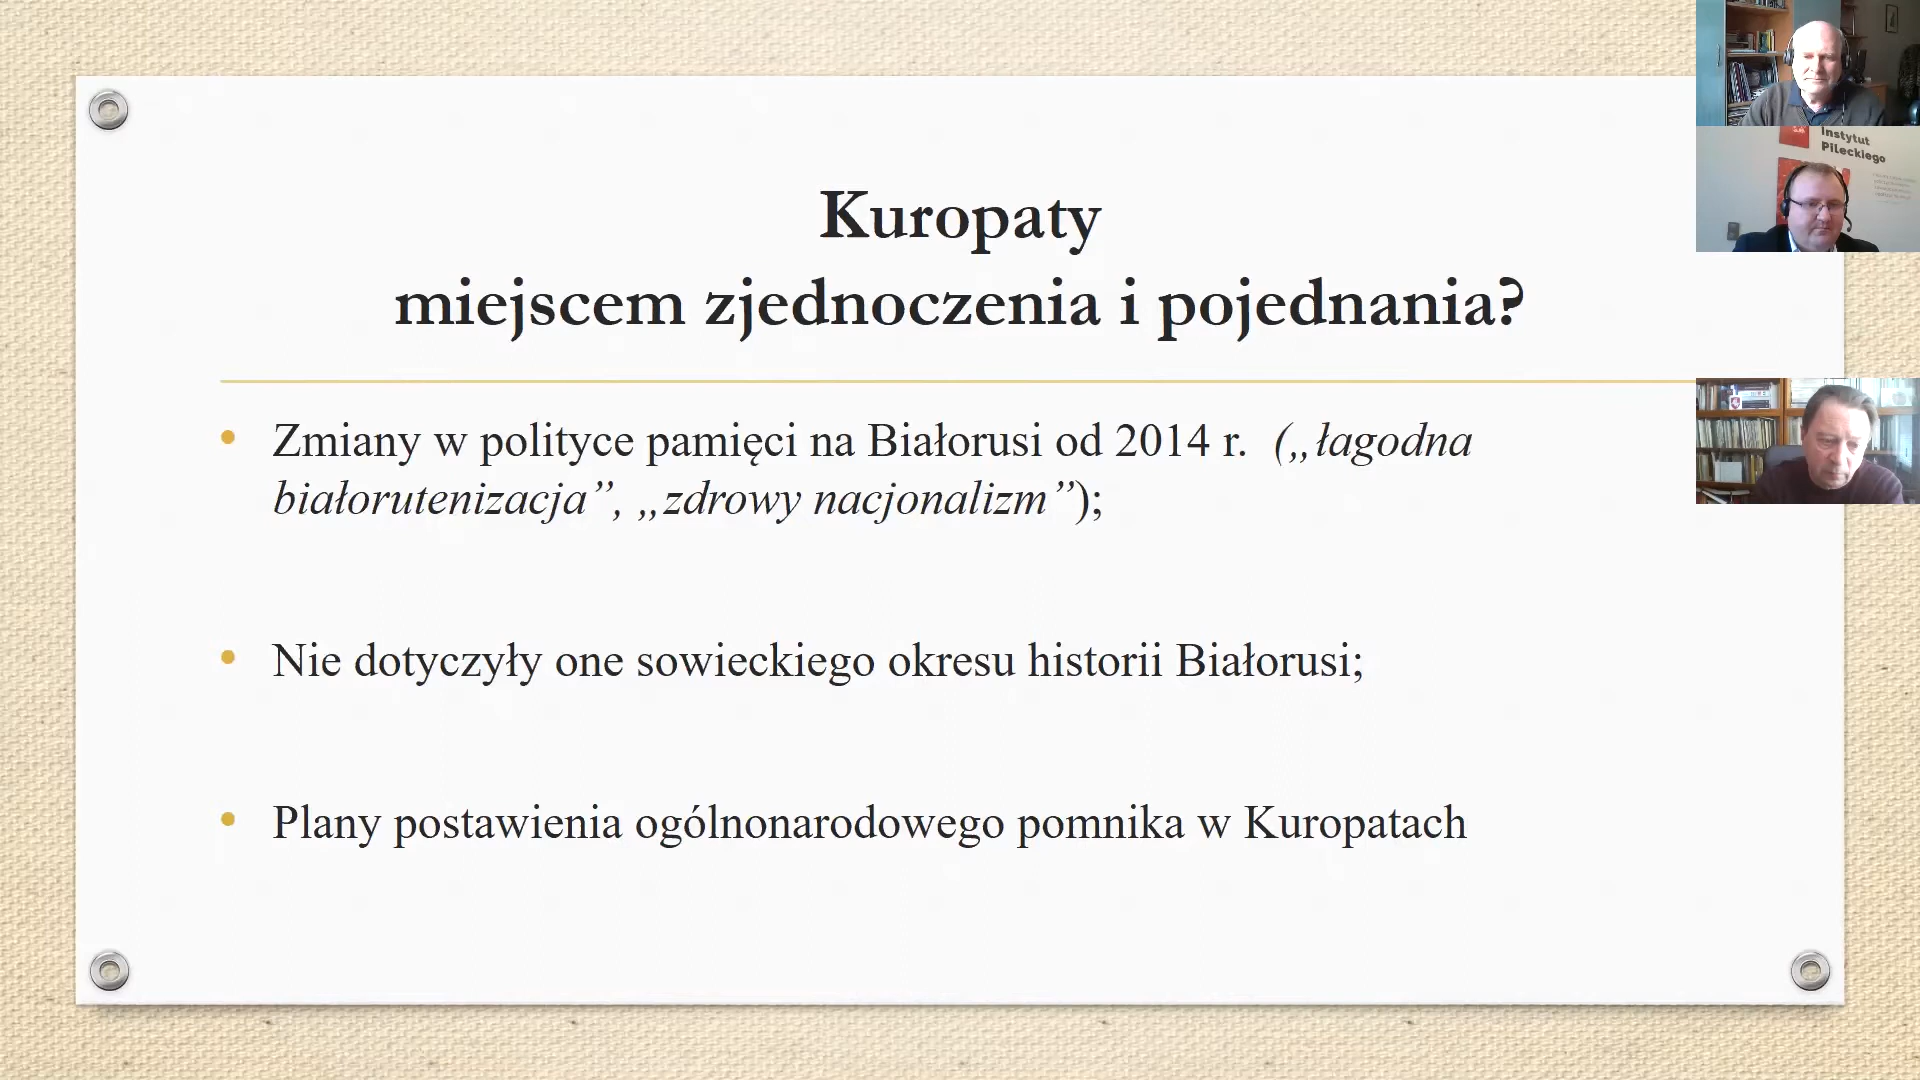 Kuropaty
miejscem zjednoczenia i pojednania?
Zmiany w polityce pamięci na Białorusi od 2014 r. („łagodna
białorutenizacja”, „zdrowy nacjonalizm”);
Nie dotyczyły one sowieckiego okresu historii Białorusi;
Plany postawienia ogólnonarodowego pomnika w Kuropatach
Instytut
Pileckiego